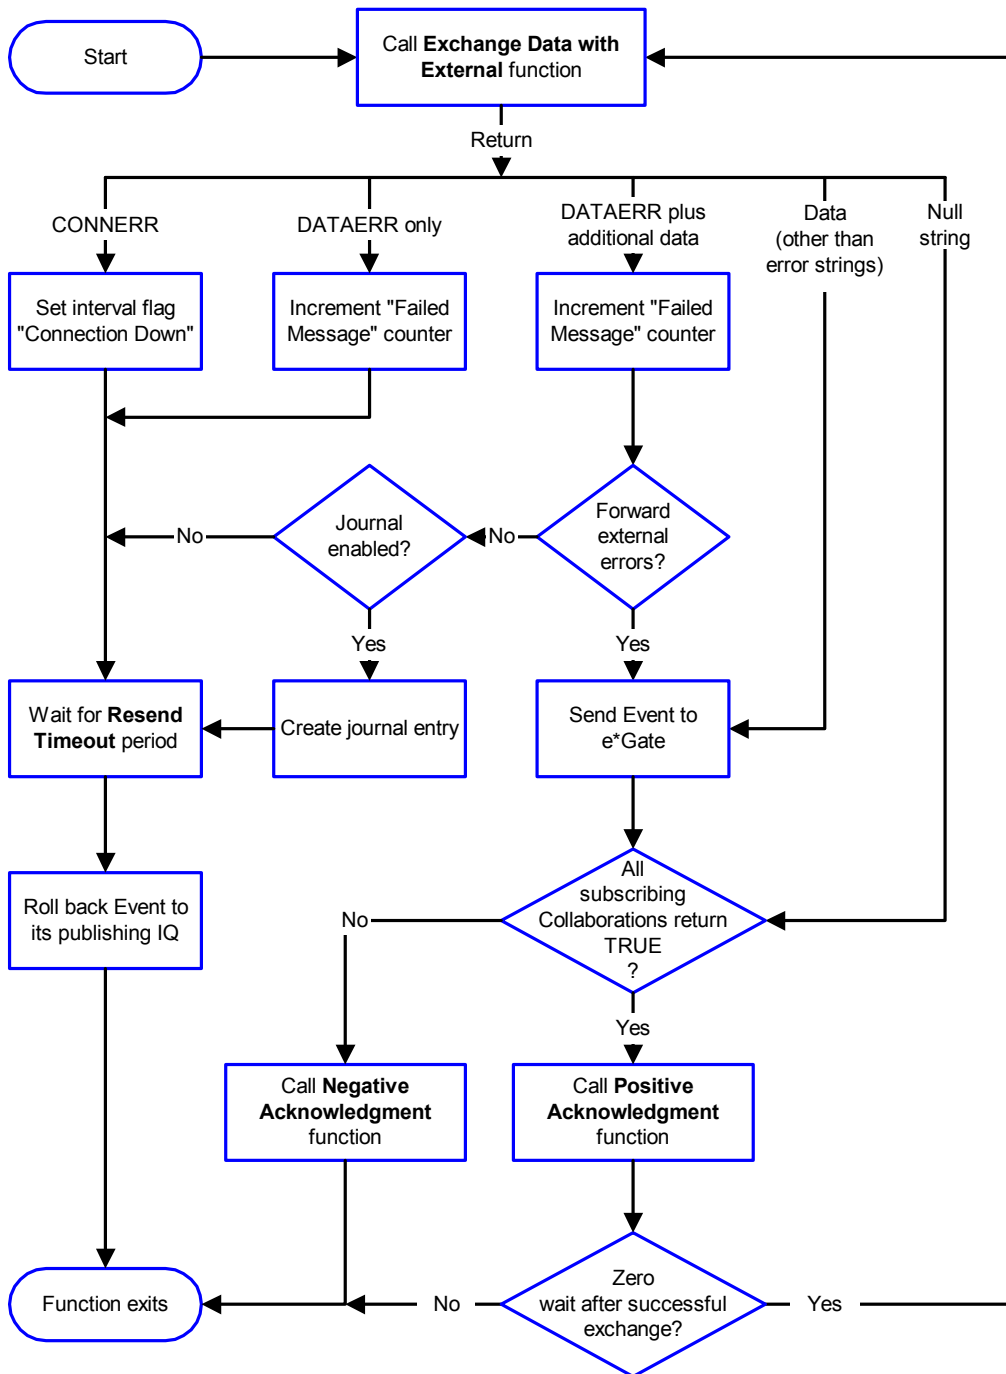 Start
Call Exchange Data with
External function
Return
CONNERR
DATAERR only
DATAERR plus
additional data
Data
(other than
error strings)
Null
string
Set interval flag
"Connection Down"
Increment "Failed
Message" counter
Increment "Failed
Message" counter
No
Journal
enabled?
No
Forward
external
errors?
Yes
Yes
Wait for Resend
Timeout period
Create journal entry
Send Event to
e*Gate
Roll back Event to
its publishing IQ
No
All
subscribing
Collaborations return
TRUE
?
Yes
Call Negative
Acknowledgment
function
Call Positive
Acknowledgment
function
Function exits
No
Zero
wait after successful
exchange?
Yes